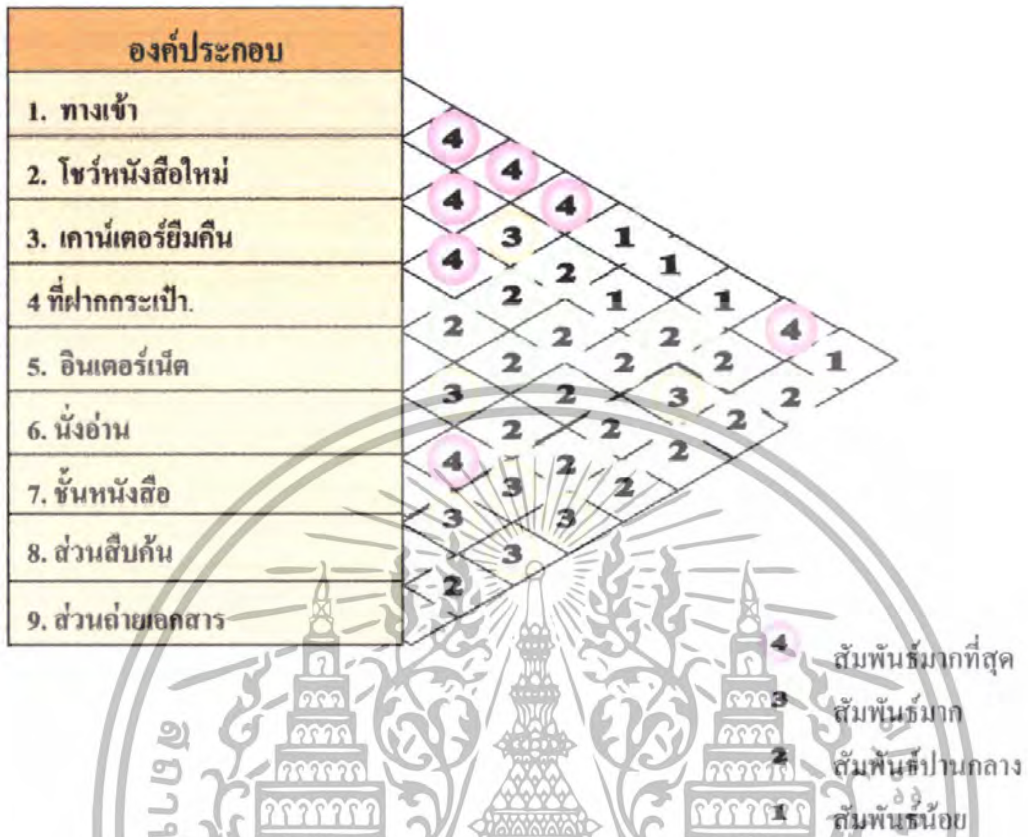 องค์ประกอบ
1. ทางเข้า
2. โชว์หนังสือใหม่
3. เคาน์เตอร์ยืมคืน
4 ที่ฝากกระเป๋า.
5. อินเตอร์เน็ต
6. นั่งอ่าน
7. ชั้นหนังสือ
8. ส่วนสืบค้น
9. ส่วนถ่ายเอกสาร
4
4
4 4
3 1
4 2 1
2 1 1
2 2 2 4
2 2 2 1
3 2 3 2
2 2 2
4 2 2
3 2
3 3
3
2
4 สัมพันธ์มากที่สุด
3 สัมพันธ์มาก
2 สัมพันธ์ปานกลาง
1 สัมพันธ์น้อย